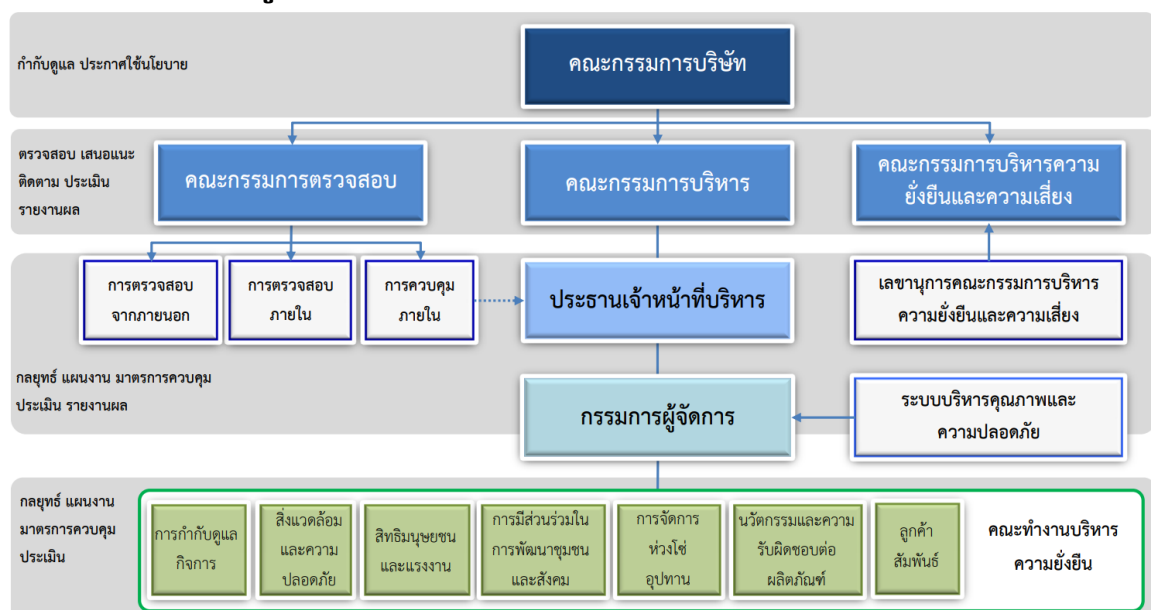 กำกับดูแล ประกาศใช้นโยบาย
คณะกรรมการบริษัท
ตรวจสอบ เสนอแนะ
ติดตาม ประเมิน
รายงานผล
คณะกรรมการตรวจสอบ
คณะกรรมการบริหาร
คณะกรรมการบริหารความ
ยั่งยืนและความเสี่ยง
การตรวจสอบ
จากภายนอก
การตรวจสอบ
ภายใน
การควบคุม
ภายใน
ประธานเจ้าหน้าที่บริหาร
เลขานุการคณะกรรมการบริหาร
ความยั่งยืนและความเสี่ยง
กลยุทธ์ แผนงาน มาตรการควบคุม
ประเมิน รายงานผล
กรรมการผู้จัดการ
ระบบบริหารคุณภาพและ
ความปลอดภัย
กลยุทธ์ แผนงาน
มาตรการควบคุม
ประเมิน
การกำกับดูแล
กิจการ
สิ่งแวดล้อม
และความ
ปลอดภัย
สิทธิมนุษยชน
และแรงงาน
การมีส่วนร่วมใน
การพัฒนาชุมชน
และสังคม
การจัดการ
ห่วงโซ่
อุปทาน
นวัตกรรมและความ
รับผิดชอบต่อ
ผลิตภัณฑ์
ลูกค้า
สัมพันธ์
คณะทำงานบริหาร
ความยั่งยืน